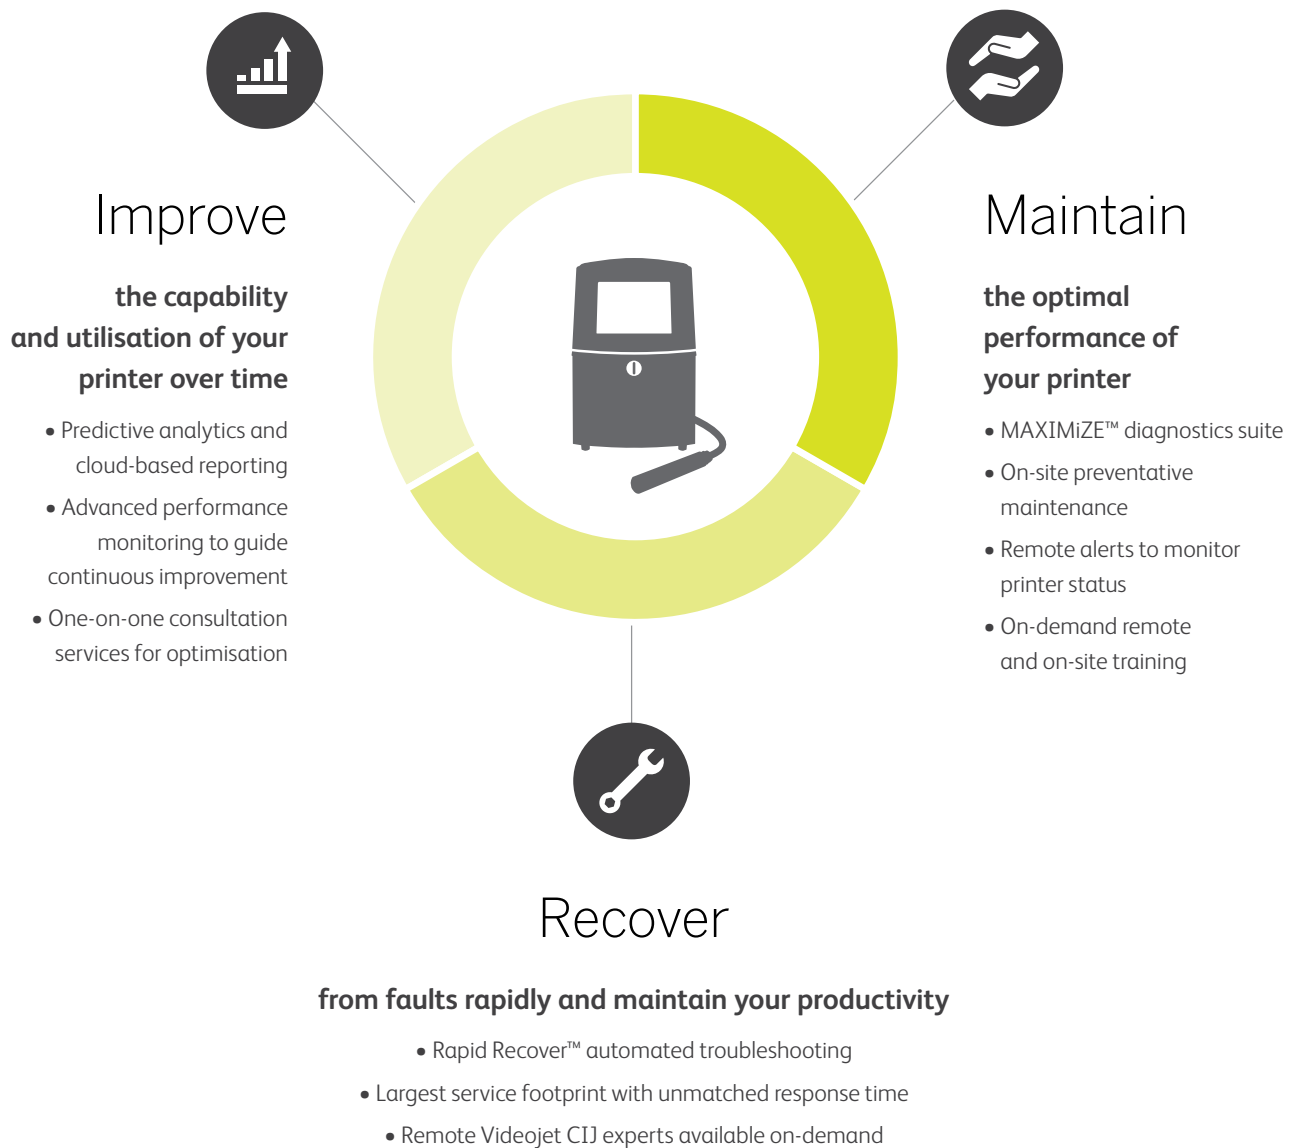 Improve
the capability
and utilisation of your
printer over time
• Predictive analytics and
cloud-based reporting
• Advanced performance
monitoring to guide
continuous improvement
• One-on-one consultation
services for optimisation
Maintain
the optimal
performance of
your printer
• MAXIMiZE™ diagnostics suite
• On-site preventative
maintenance
• Remote alerts to monitor
printer status
• On-demand remote
and on-site training
Recover
from faults rapidly and maintain your productivity
• Rapid Recover™ automated troubleshooting
• Largest service footprint with unmatched response time
• Remote Videojet CIJ experts available on-demand